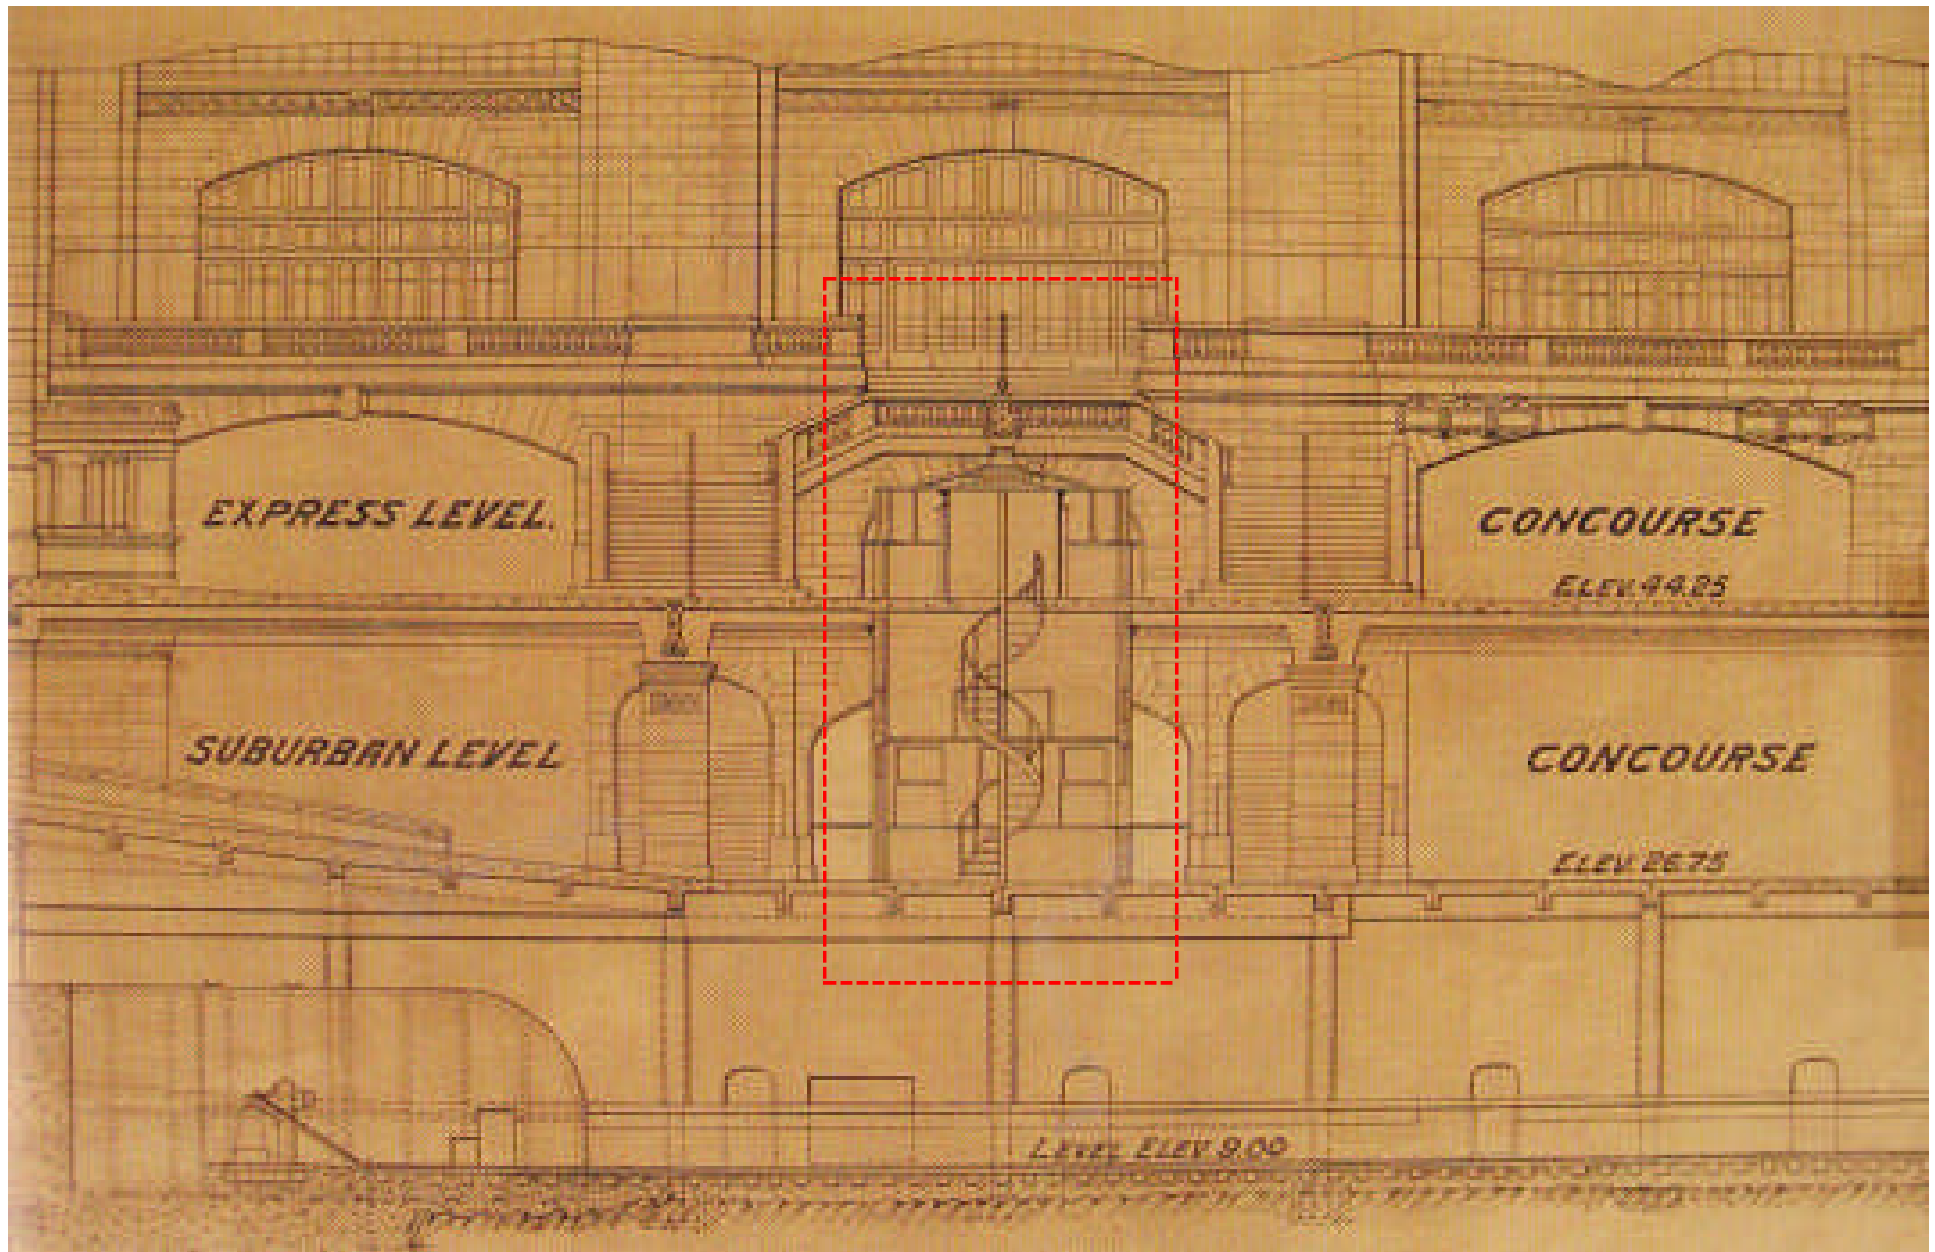 EXPRESS LEVEL.
CONCOURSE
ELEV. 44.25
SUBURBAN LEVEL
CONCOURSE
ELEV. 26.75
LEVEL ELEV 9.00